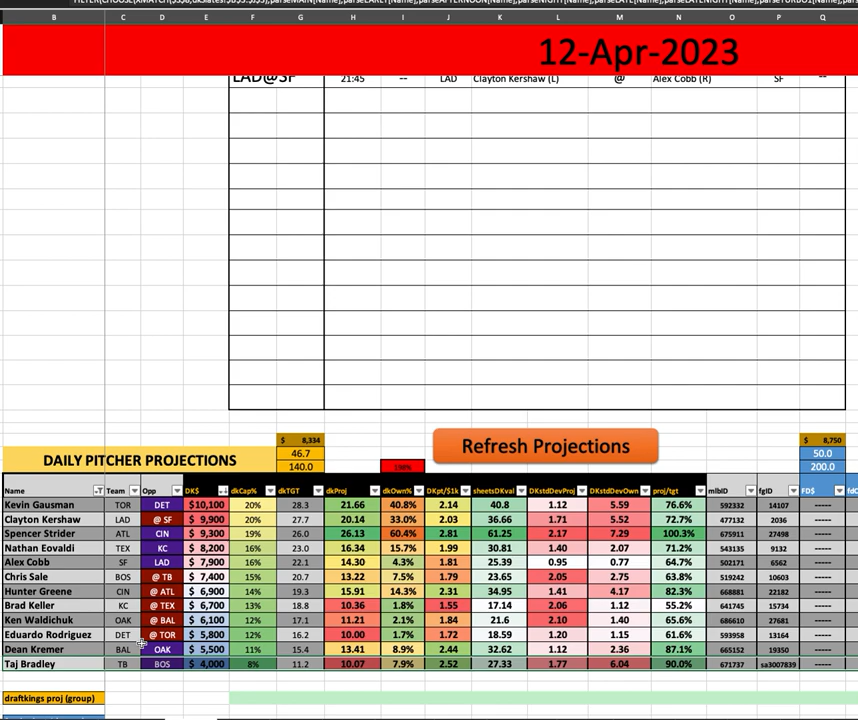 B C D E F G H I J K L M N O P Q
12-Apr-2023
LAD@SF 21:45 -- LAD Clayton Kershaw (L) @ Alex Cobb (R) SF --
$ 8,334 $ 8,750
DAILY PITCHER PROJECTIONS 46.7 Refresh Projections 50.0
140.0 198% 200.0
Name Team Opp DK$ dkCap% dkTGT dkProj dkOwn% DKpt/$1k sheetsDKval DKstdDevProj DKstdDevOwn proj/tgt mlbID fgID FD$
Kevin Gausman TOR DET $10,100 20% 28.3 21.66 40.8% 2.14 40.8 1.12 5.59 76.6% 592332 14107 -----
Clayton Kershaw LAD @ SF $ 9,900 20% 27.7 20.14 33.0% 2.03 36.66 1.71 5.52 72.7% 477132 2036 -----
Spencer Strider ATL CIN $ 9,300 19% 26.0 26.13 60.4% 2.81 61.25 2.17 7.29 100.3% 675911 27498 -----
Nathan Eovaldi TEX KC $ 8,200 16% 23.0 16.34 15.7% 1.99 30.81 1.40 2.07 71.2% 543135 9132 -----
Alex Cobb SF LAD $ 7,900 16% 22.1 14.30 4.3% 1.81 25.39 0.95 0.77 64.7% 502171 6562 -----
Chris Sale BOS @ TB $ 7,400 15% 20.7 13.22 7.5% 1.79 23.65 2.05 2.75 63.8% 519242 10603 -----
Hunter Greene CIN @ ATL $ 6,900 14% 19.3 15.91 14.3% 2.31 34.95 1.41 4.17 82.3% 668881 22182 -----
Brad Keller KC @ TEX $ 6,700 13% 18.8 10.36 1.8% 1.55 17.14 2.06 1.12 55.2% 641745 15734 -----
Ken Waldichuk OAK @ BAL $ 6,100 12% 17.1 11.21 2.1% 1.84 21.6 2.10 1.40 65.6% 686610 27681 -----
Eduardo Rodriguez DET @ TOR $ 5,800 12% 16.2 10.00 1.7% 1.72 18.59 1.20 1.15 61.6% 593958 13164 -----
Dean Kremer BAL OAK $ 5,500 11% 15.4 13.41 8.9% 2.44 32.62 1.12 2.36 87.1% 665152 19350 -----
Taj Bradley TB BOS $ 4,000 8% 11.2 10.07 7.9% 2.52 27.33 1.77 6.04 90.0% 671737 sa3007839 -----
draftkings proj (group)